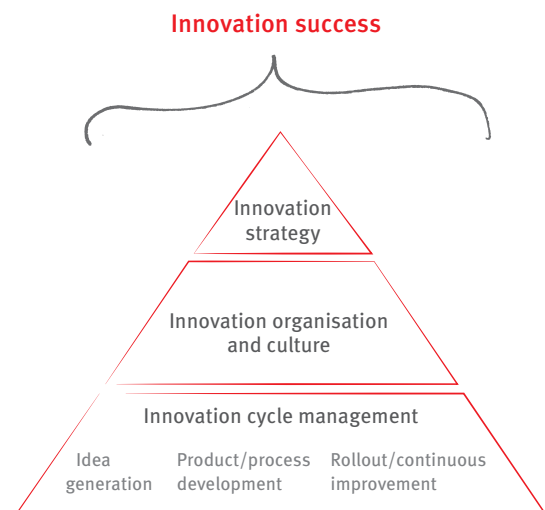 Innovation success
Innovation
strategy
Innovation organisation
and culture
Innovation cycle management
Idea
generation
Product/process
development
Rollout/continuous
improvement